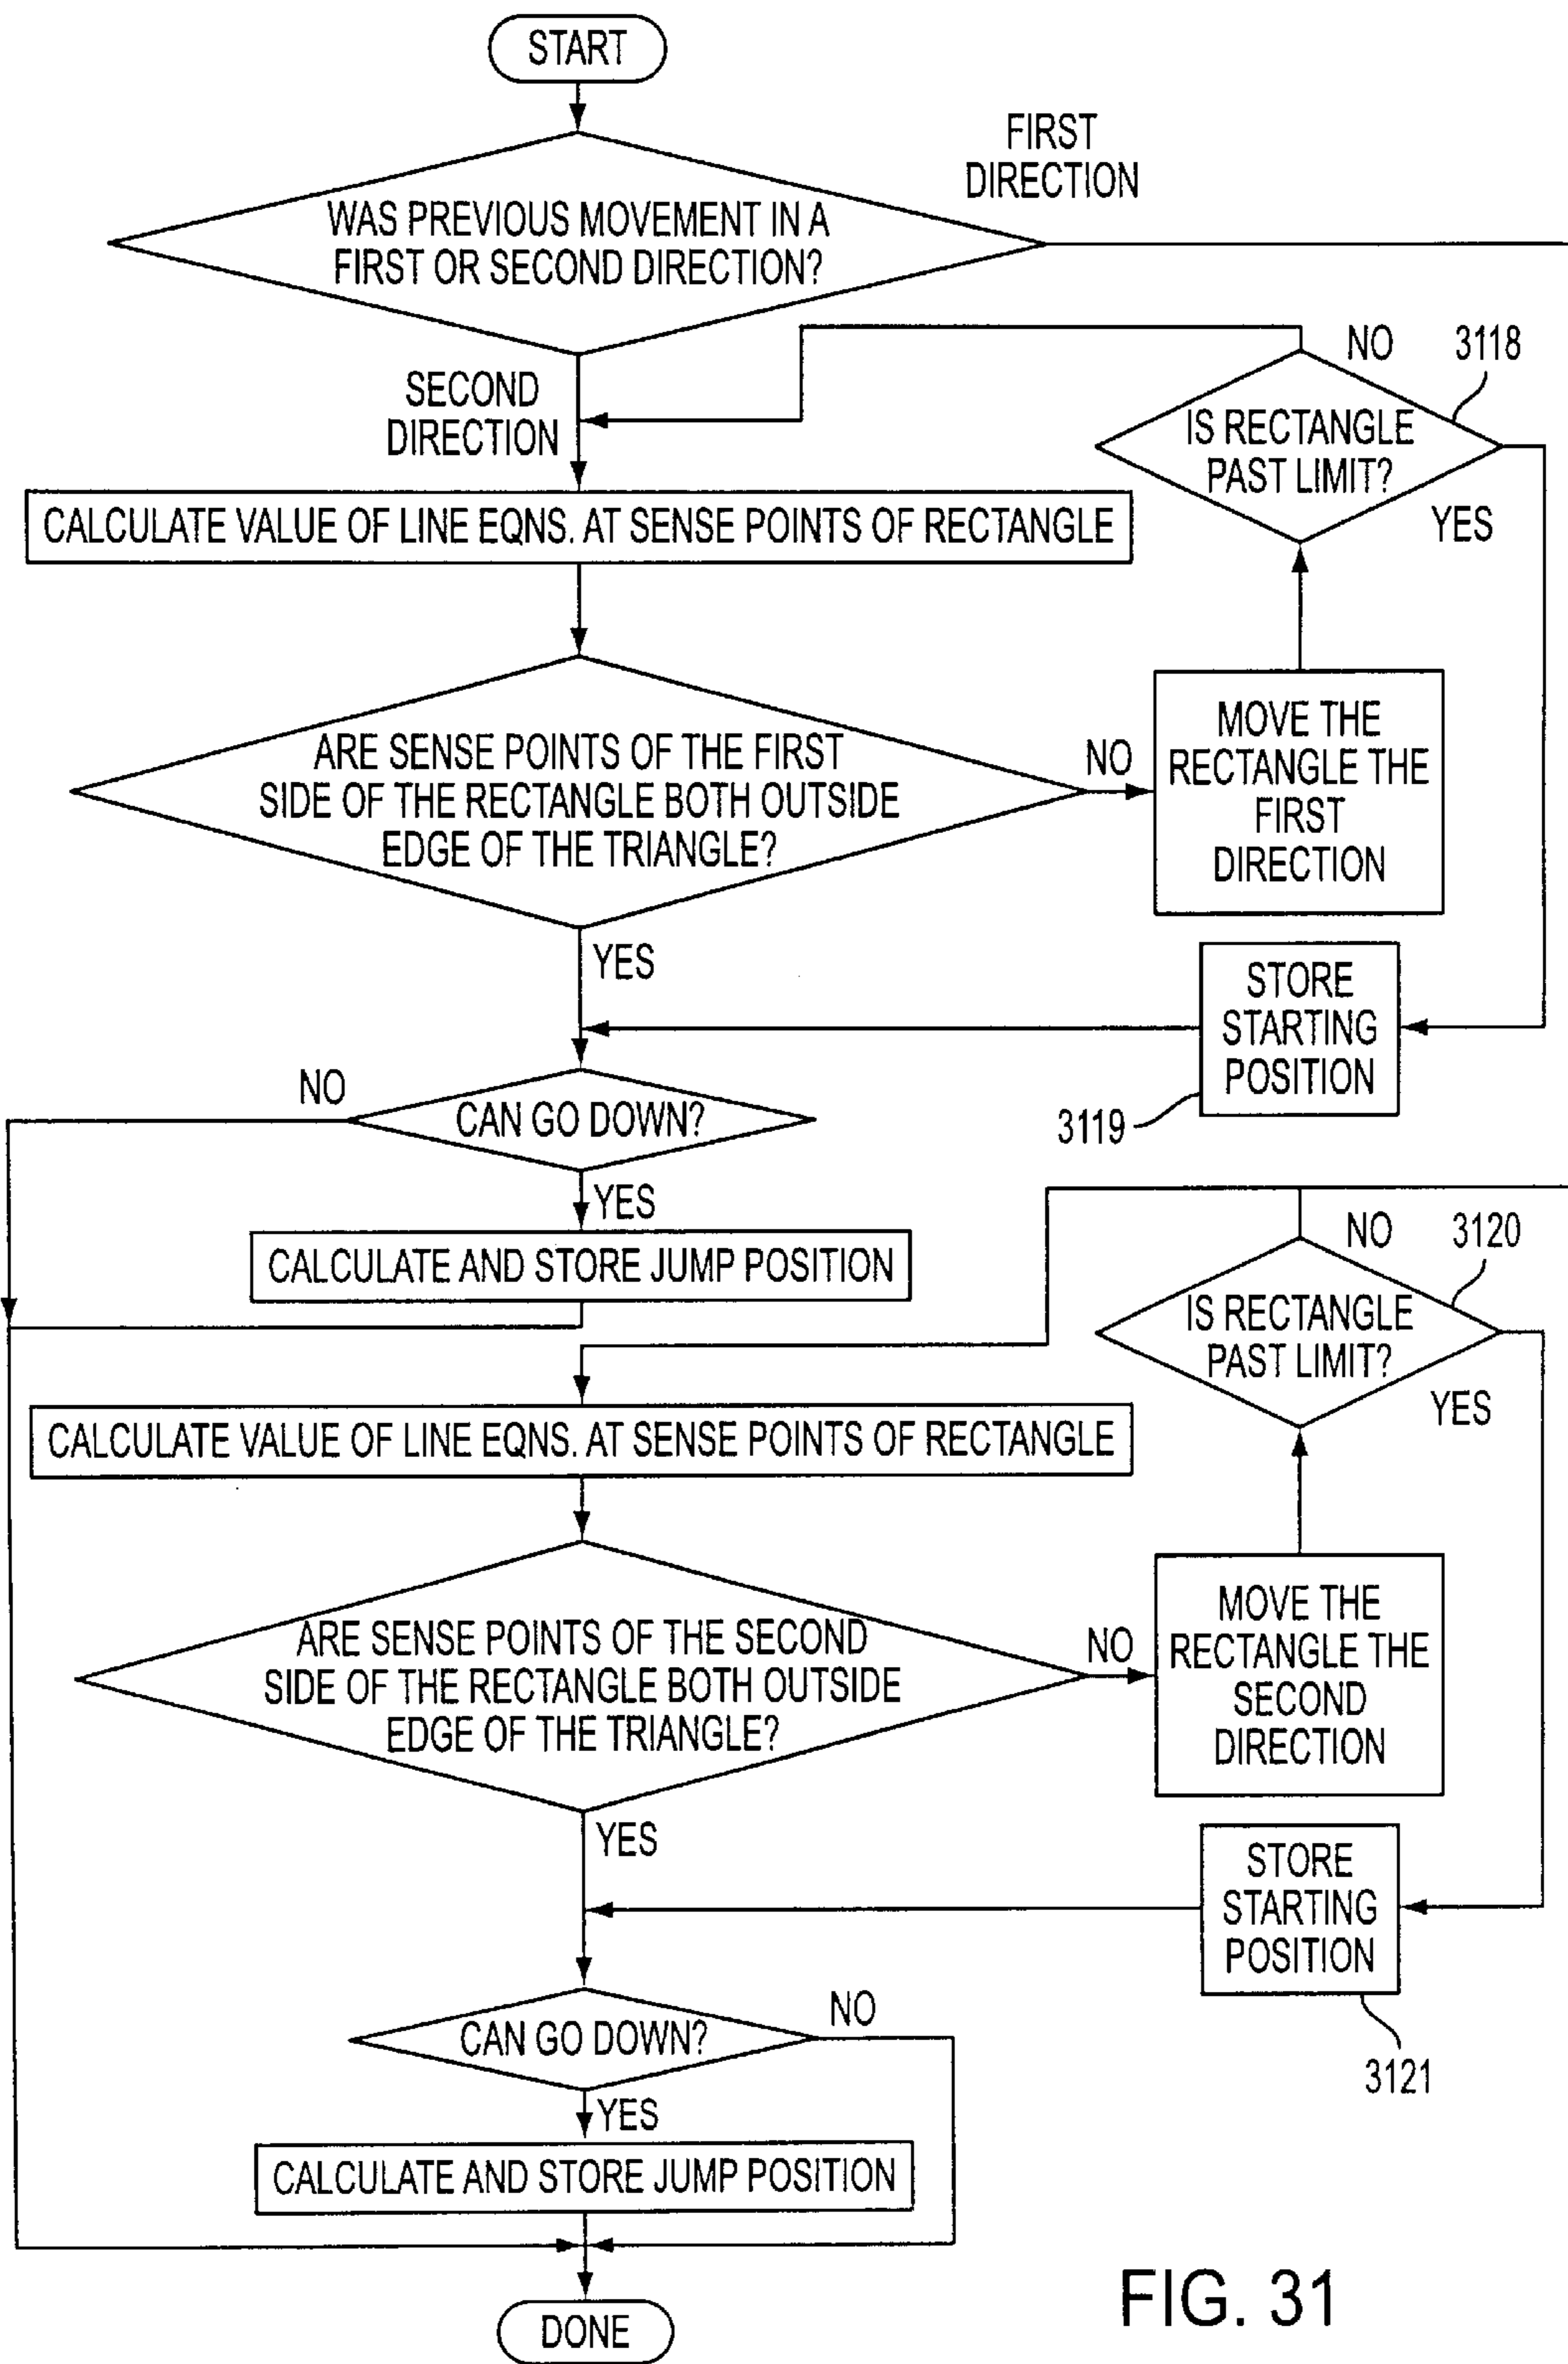 START
FIRST
DIRECTION
WAS PREVIOUS MOVEMENT IN A
FIRST OR SECOND DIRECTION?
NO
3118
SECOND
DIRECTION
IS RECTANGLE
PAST LIMIT?
YES
CALCULATE VALUE OF LINE EQNS. AT SENSE POINTS OF RECTANGLE
ARE SENSE POINTS OF THE FIRST
SIDE OF THE RECTANGLE BOTH OUTSIDE
EDGE OF THE TRIANGLE?
NO
MOVE THE
RECTANGLE THE
FIRST
DIRECTION
YES
STORE
STARTING
POSITION
3119
NO
CAN GO DOWN?
YES
CALCULATE AND STORE JUMP POSITION
NO
3120
IS RECTANGLE
PAST LIMIT?
YES
CALCULATE VALUE OF LINE EQNS. AT SENSE POINTS OF RECTANGLE
ARE SENSE POINTS OF THE SECOND
SIDE OF THE RECTANGLE BOTH OUTSIDE
EDGE OF THE TRIANGLE?
NO
MOVE THE
RECTANGLE THE
SECOND
DIRECTION
YES
STORE
STARTING
POSITION
3121
CAN GO DOWN?
NO
YES
CALCULATE AND STORE JUMP POSITION
DONE
FIG. 31